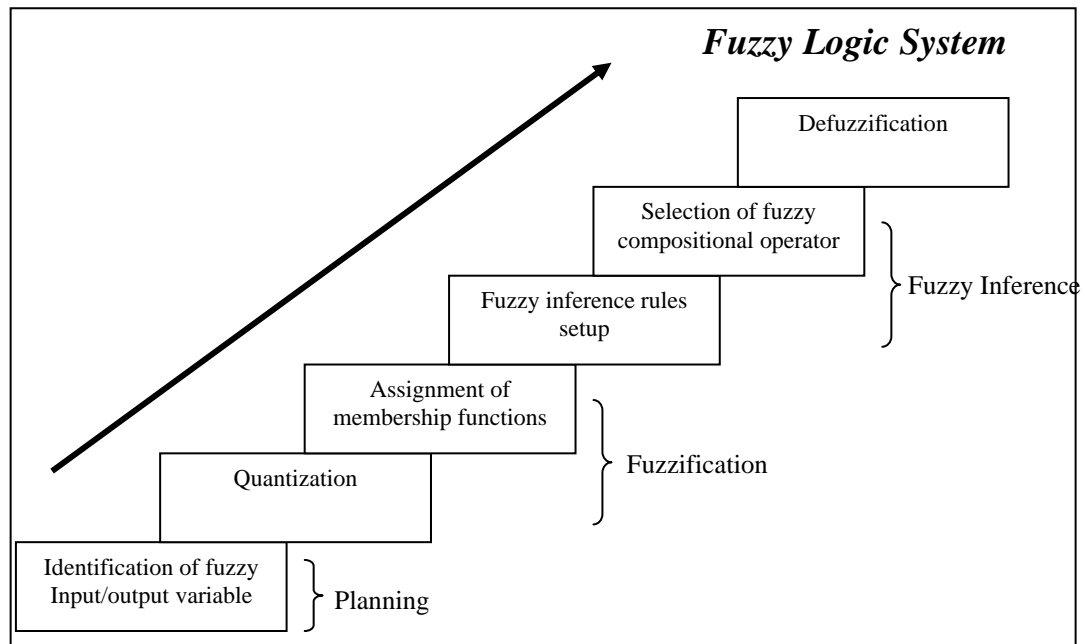 Fuzzy Logic System
Defuzzification
Selection of fuzzy
compositional operator
Fuzzy Inference
Fuzzy inference rules
setup
Assignment of
membership functions
Fuzzification
Quantization
Identification of fuzzy
Input/output variable
Planning